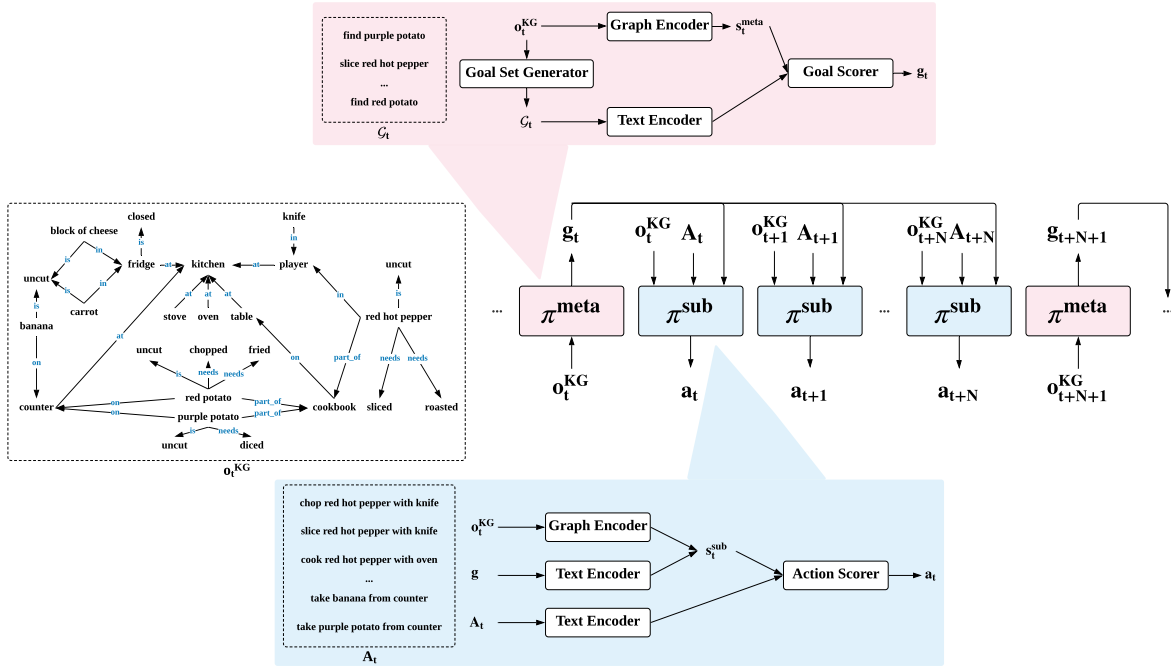 find purple potato
slice red hot pepper
...
find red potato
𝒢t
ot^KG
Graph Encoder
st^meta
Goal Set Generator
Goal Scorer
gt
𝒢t
Text Encoder
block of cheese
closed
knife
is
in
is
in
uncut
fridge
at
kitchen
at
player
uncut
is
in
is
carrot
at
at
at
in
is
banana
stove
oven
table
red hot pepper
at
on
uncut
chopped
fried
on
part_of
needs
needs
is
needs
needs
red potato
on
part_of
counter
cookbook
sliced
roasted
on
purple potato
part_of
is
needs
uncut
diced
ot^KG
gt
ot^KG
At
ot+1^KG
At+1
ot+N^KG
At+N
gt+N+1
...
π^meta
π^sub
π^sub
...
π^sub
π^meta
...
ot^KG
at
at+1
at+N
ot+N+1^KG
chop red hot pepper with knife
slice red hot pepper with knife
cook red hot pepper with oven
...
take banana from counter
take purple potato from counter
At
ot^KG
Graph Encoder
st^sub
g
Text Encoder
Action Scorer
at
At
Text Encoder